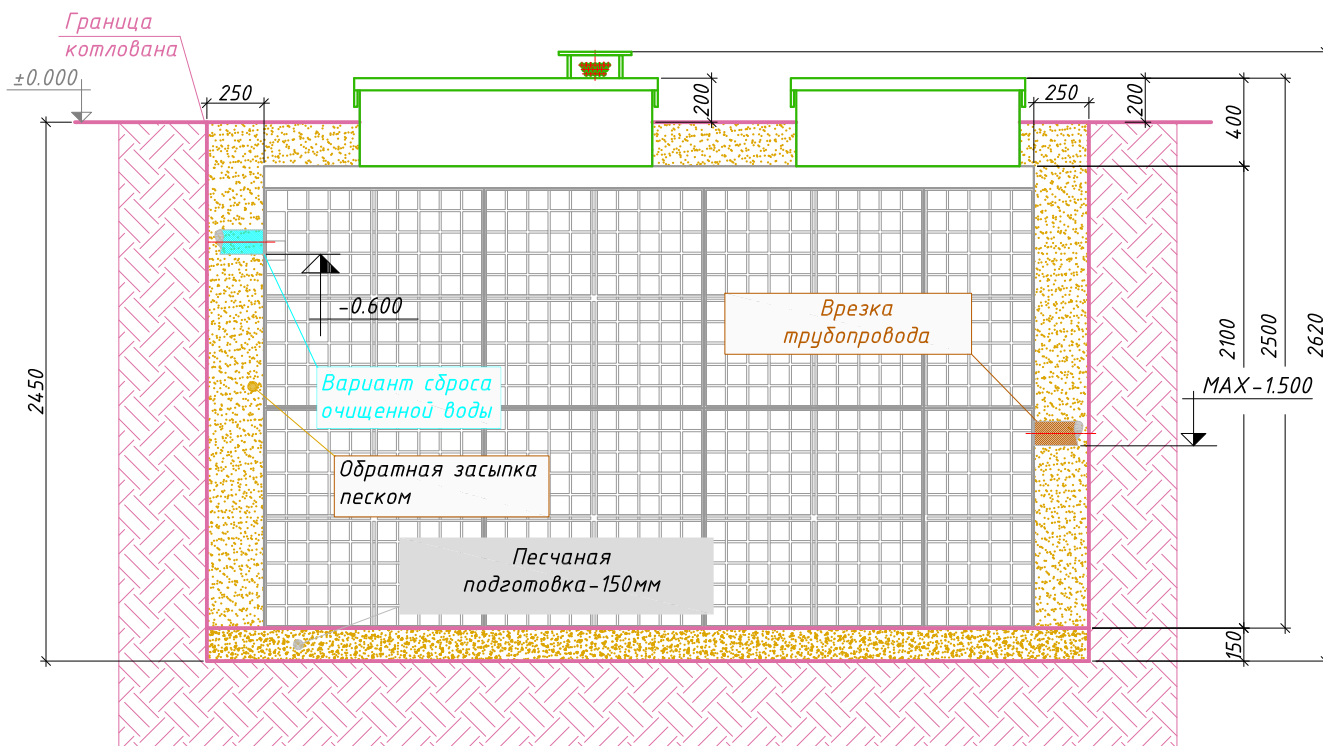 Граница
котлована
±0.000
250
200
250
200
400
2450
-0.600
Врезка
трубопровода
2100
2500
2620
MAX-1.500
Вариант сброса
очищенной воды
Обратная засыпка
песком
Песчаная
подготовка-150мм
150